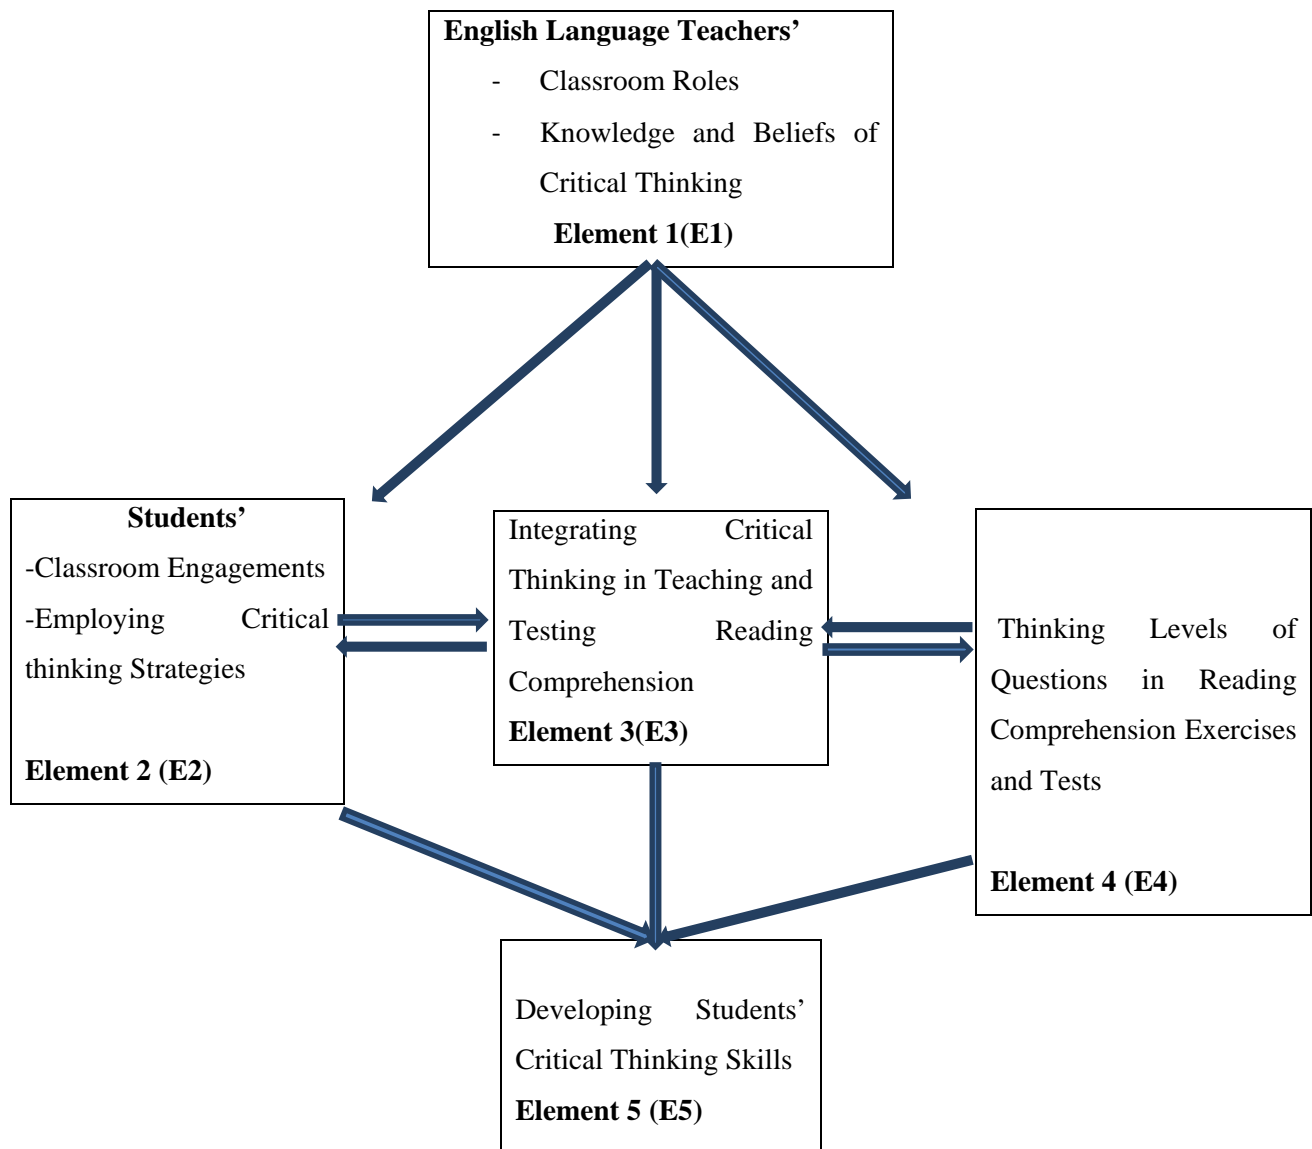 English Language Teachers’
- Classroom Roles
- Knowledge and Beliefs of
Critical Thinking
Element 1(E1)
Students’
-Classroom Engagements
-Employing Critical
thinking Strategies
Element 2 (E2)
Integrating Critical
Thinking in Teaching and
Testing Reading
Comprehension
Element 3(E3)
Thinking Levels of
Questions in Reading
Comprehension Exercises
and Tests
Element 4 (E4)
Developing Students’
Critical Thinking Skills
Element 5 (E5)